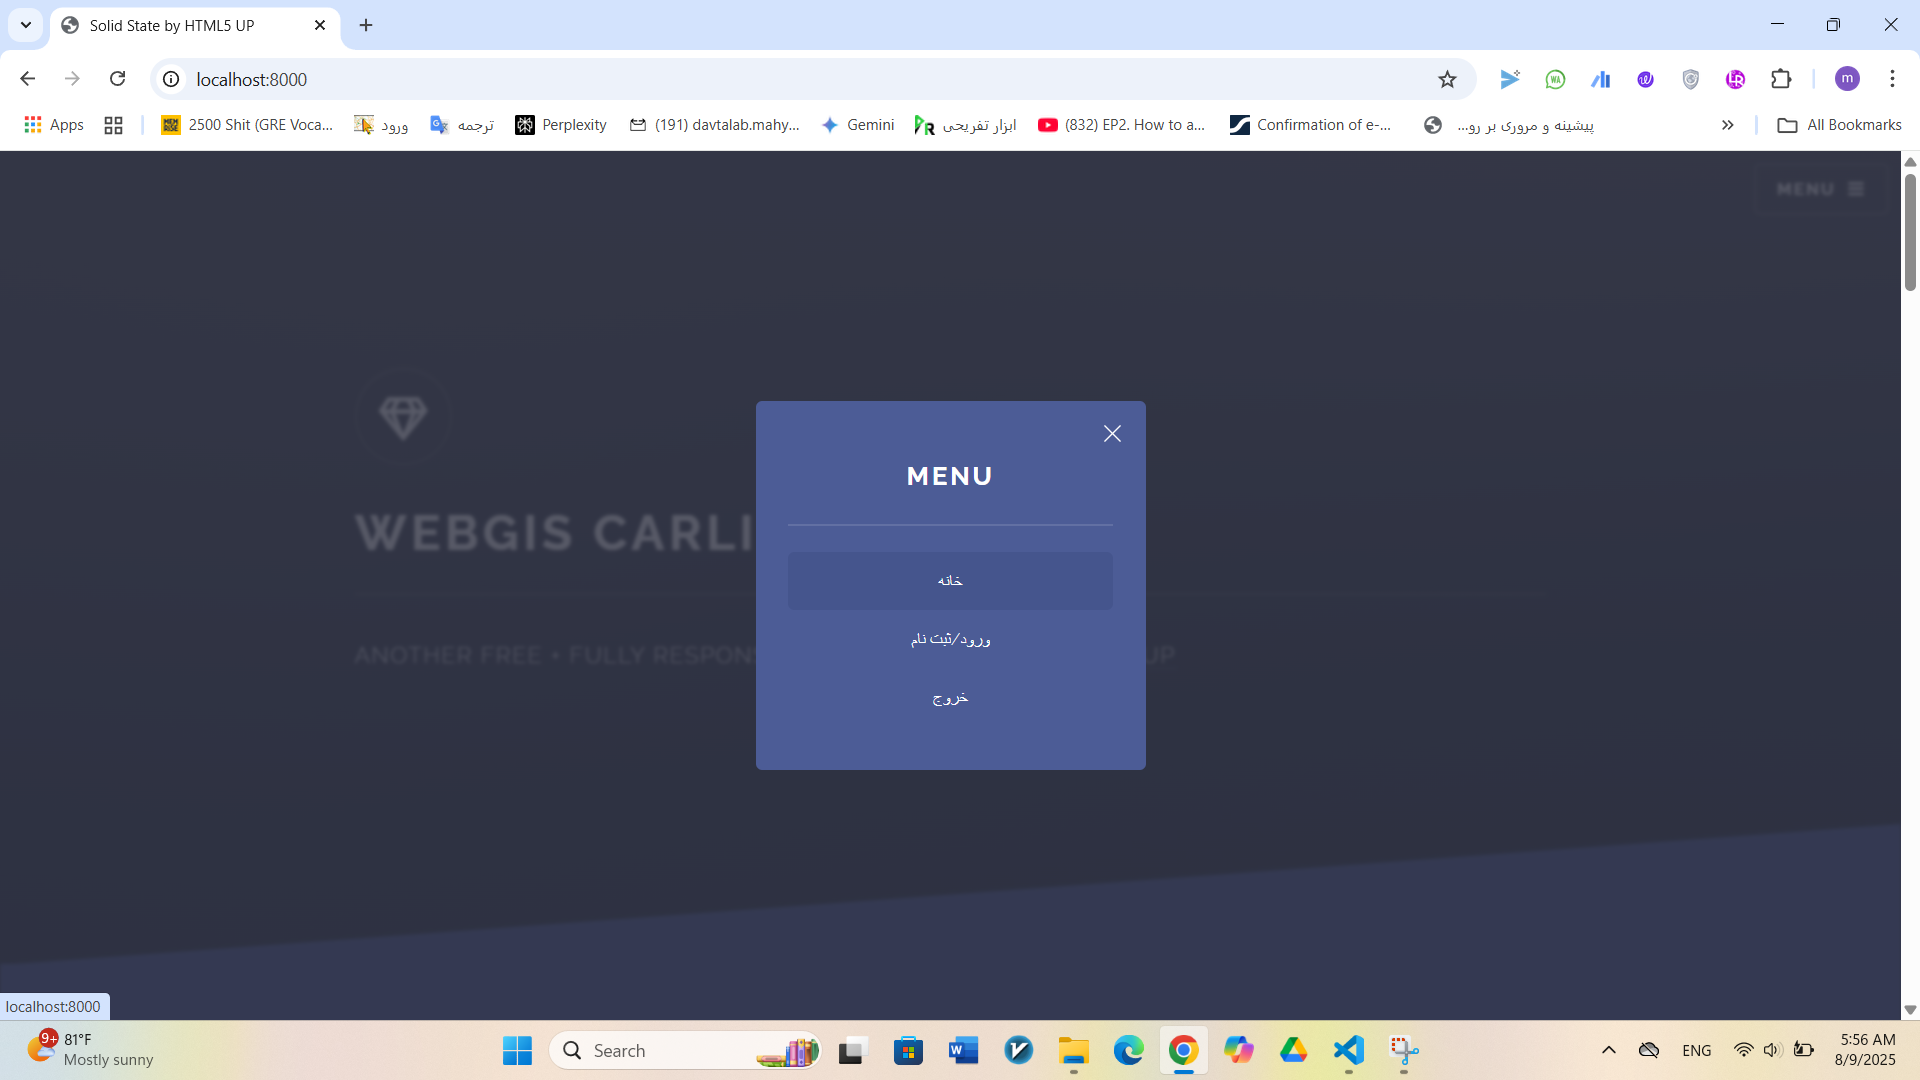 Solid State by HTML5 UP
localhost:8000
m
Apps
2500 Shit (GRE Voca...
ورود
ترجمه
Perplexity
(191) davtalab.mahy...
Gemini
ابزار تفریحی
(832) EP2. How to a...
Confirmation of e-...
پیشینه و مروری بر رو...
All Bookmarks
MENU
MENU
WEBGIS CARLI
خانه
ورود/ثبت نام
ANOTHER FREE + FULLY RESPONS
UP
خروج
localhost:8000
9+
81°F
Mostly sunny
Search
ENG
5:56 AM
8/9/2025